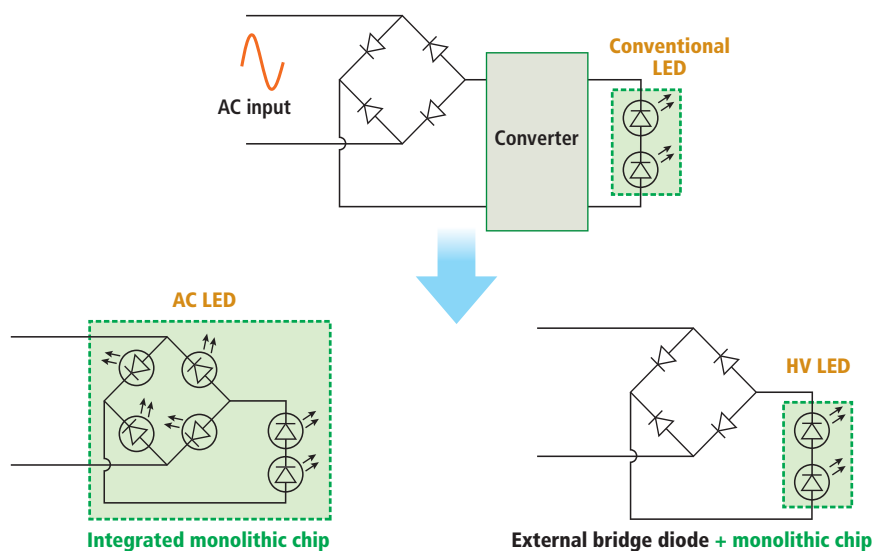 Conventional
LED
AC input
Converter
AC LED
HV LED
Integrated monolithic chip
External bridge diode + monolithic chip